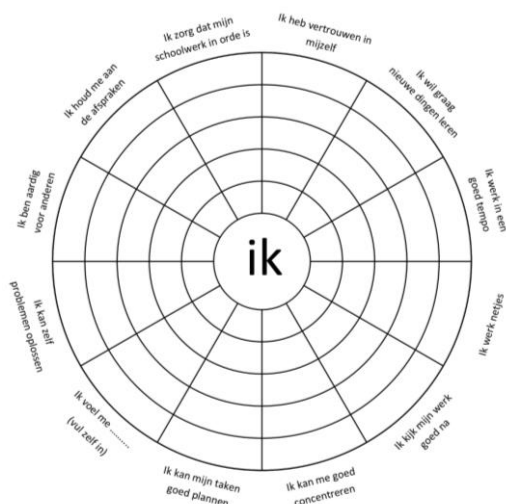 Ik zorg dat mijn
schoolwerk in orde is
Ik heb vertrouwen in
mijzelf
Ik wil graag
nieuwe dingen leren
Ik werk in een
goed tempo
Ik werk netjes
Ik kijk mijn werk
goed na
Ik kan me goed
concentreren
Ik kan mijn taken
goed plannen
Ik voel me ..........
(vul zelf in)
Ik kan zelf
problemen oplossen
Ik ben aardig
voor anderen
Ik houd me aan
de afspraken
ik